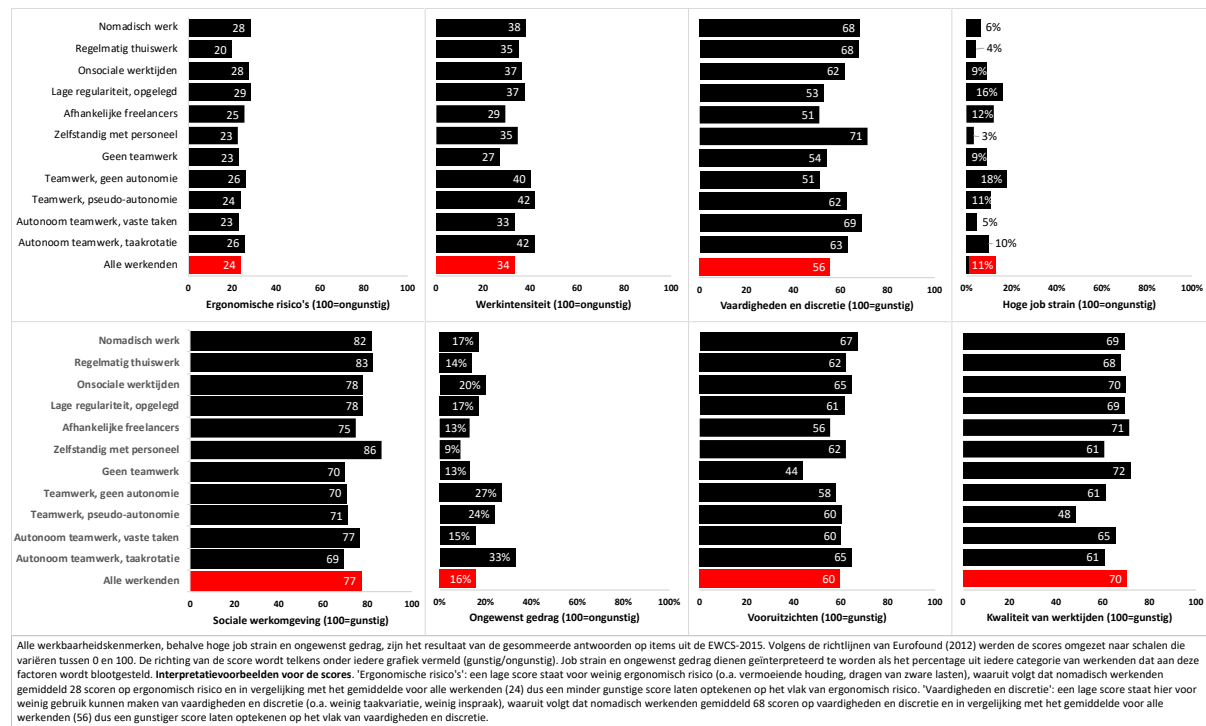 Nomadisch werk 28 38 68 6%
Regelmatig thuiswerk 20 35 68 4%
Onsociale werktijden 28 37 62 9%
Lage regulariteit, opgelegd 29 37 53 16%
Afhankelijke freelancers 25 29 51 12%
Zelfstandig met personeel 23 35 71 3%
Geen teamwerk 23 27 54 9%
Teamwerk, geen autonomie 26 40 51 18%
Teamwerk, pseudo-autonomie 24 42 62 11%
Autonoom teamwerk, vaste taken 23 33 69 5%
Autonoom teamwerk, taakrotatie 26 42 63 10%
Alle werkenden 24 34 56 11%
0 20 40 60 80 100 0 20 40 60 80 100 0 20 40 60 80 100 0% 20% 40% 60% 80% 100%
Ergonomische risico's (100=ongunstig) Werkintensiteit (100=ongunstig) Vaardigheden en discretie (100=gunstig) Hoge job strain (100=ongunstig)
Nomadisch werk 82 17% 67 69
Regelmatig thuiswerk 83 14% 62 68
Onsociale werktijden 78 20% 65 70
Lage regulariteit, opgelegd 78 17% 61 69
Afhankelijke freelancers 75 13% 56 71
Zelfstandig met personeel 86 9% 62 61
Geen teamwerk 70 13% 44 72
Teamwerk, geen autonomie 70 27% 58 61
Teamwerk, pseudo-autonomie 71 24% 60 48
Autonoom teamwerk, vaste taken 77 15% 60 65
Autonoom teamwerk, taakrotatie 69 33% 65 61
Alle werkenden 77 16% 60 70
0 20 40 60 80 100 0% 20% 40% 60% 80% 100% 0 20 40 60 80 100 0 20 40 60 80 100
Sociale werkomgeving (100=gunstig) Ongewenst gedrag (100=ongunstig) Vooruitzichten (100=gunstig) Kwaliteit van werktijden (100=gunstig)
Alle werkbaarheidskenmerken, behalve hoge job strain en ongewenst gedrag, zijn het resultaat van de gesommeerde antwoorden op items uit de EWCS-2015. Volgens de richtlijnen van Eurofound (2012) werden de scores omgezet naar schalen die
variëren tussen 0 en 100. De richting van de score wordt telkens onder iedere grafiek vermeld (gunstig/ongunstig). Job strain en ongewenst gedrag dienen geïnterpreteerd te worden als het percentage uit iedere categorie van werkenden dat aan deze
factoren wordt blootgesteld. Interpretatievoorbeelden voor de scores. 'Ergonomische risico's': een lage score staat voor weinig ergonomisch risico (o.a. vermoeiende houding, dragen van zware lasten), waaruit volgt dat nomadisch werkenden
gemiddeld 28 scoren op ergonomisch risico en in vergelijking met het gemiddelde voor alle werkenden (24) dus een minder gunstige score laten optekenen op het vlak van ergonomisch risico. 'Vaardigheden en discretie': een lage score staat hier voor
weinig gebruik kunnen maken van vaardigheden en discretie (o.a. weinig taakvariatie, weinig inspraak), waaruit volgt dat nomadisch werkenden gemiddeld 68 scoren op vaardigheden en discretie en in vergelijking met het gemiddelde voor alle
werkenden (56) dus een gunstiger score laten optekenen op het vlak van vaardigheden en discretie.